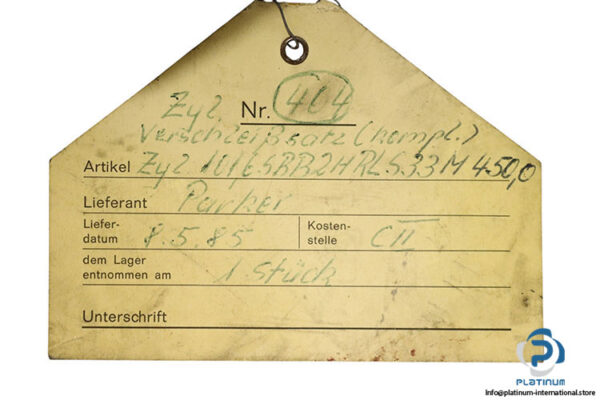 Zyl. Nr. 404
Verschleißsatz (kompl.)
Artikel Zyl 101,6 SBB2HRLS33M 450,0
Lieferant Parker
Liefer-
datum 8.5.85
Kosten-
stelle CII
dem Lager
entnommen am 1 Stück
Unterschrift
PLATINUM
Info@platinum-international.store